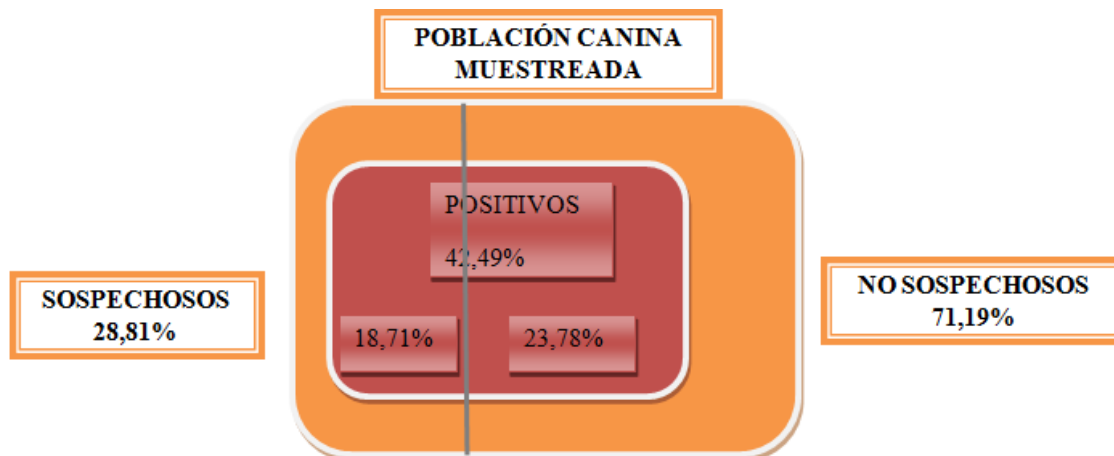 POBLACIÓN CANINA
MUESTREADA
POSITIVOS
42,49%
SOSPECHOSOS
28,81%
18,71%
23,78%
NO SOSPECHOSOS
71,19%